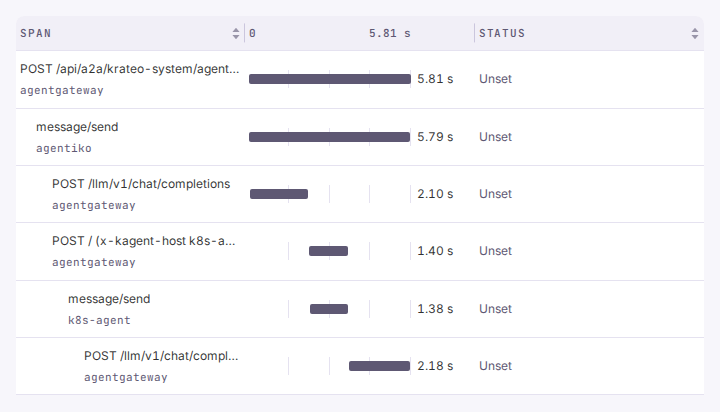 SPAN 0 5.81 s STATUS
POST /api/a2a/krateo-system/agent... 5.81 s Unset
agentgateway
message/send 5.79 s Unset
agentiko
POST /llm/v1/chat/completions 2.10 s Unset
agentgateway
POST / (x-kagent-host k8s-a... 1.40 s Unset
agentgateway
message/send 1.38 s Unset
k8s-agent
POST /llm/v1/chat/compl... 2.18 s Unset
agentgateway